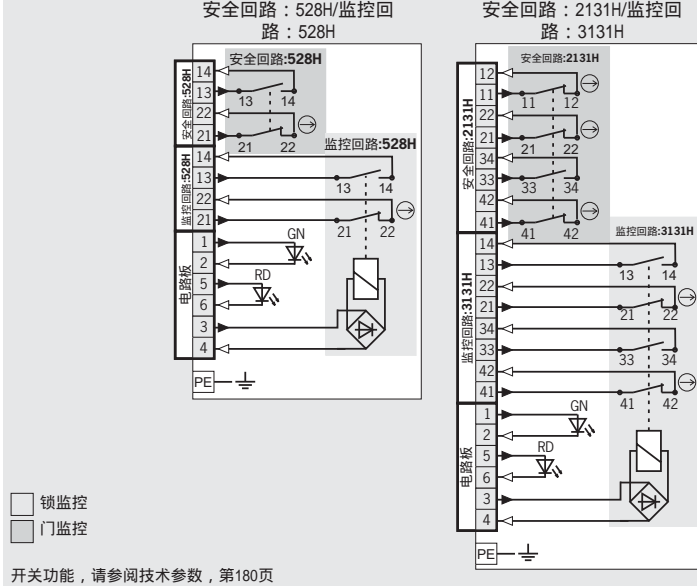 安全回路：528H/监控回
路：528H
安全回路:528H
安全回路:528H
14
13
22
21
13 14
21 22
监控回路:528H
监控回路:528H
14
13
22
21
13 14
21 22
电路板
1
2
5
6
3
4
GN
RD
PE
安全回路：2131H/监控回
路：3131H
安全回路:2131H
安全回路:2131H
12
11
22
21
34
33
42
41
11 12
21 22
33 34
41 42
监控回路:3131H
监控回路:3131H
14
13
22
21
34
33
42
41
13 14
21 22
33 34
41 42
电路板
1
2
5
6
3
4
GN
RD
PE
锁监控
门监控
开关功能，请参阅技术参数，第180页